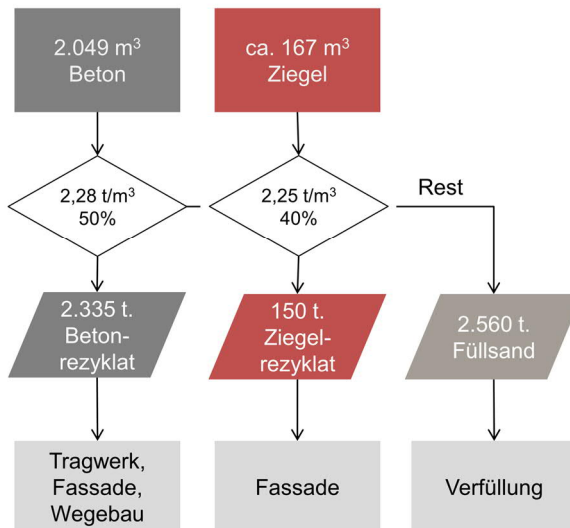 2.049 m³
Beton
ca. 167 m³
Ziegel
2,28 t/m³
50%
2,25 t/m³
40%
Rest
2.335 t.
Beton-
rezyklat
150 t.
Ziegel-
rezyklat
2.560 t.
Füllsand
Tragwerk,
Fassade,
Wegebau
Fassade
Verfüllung